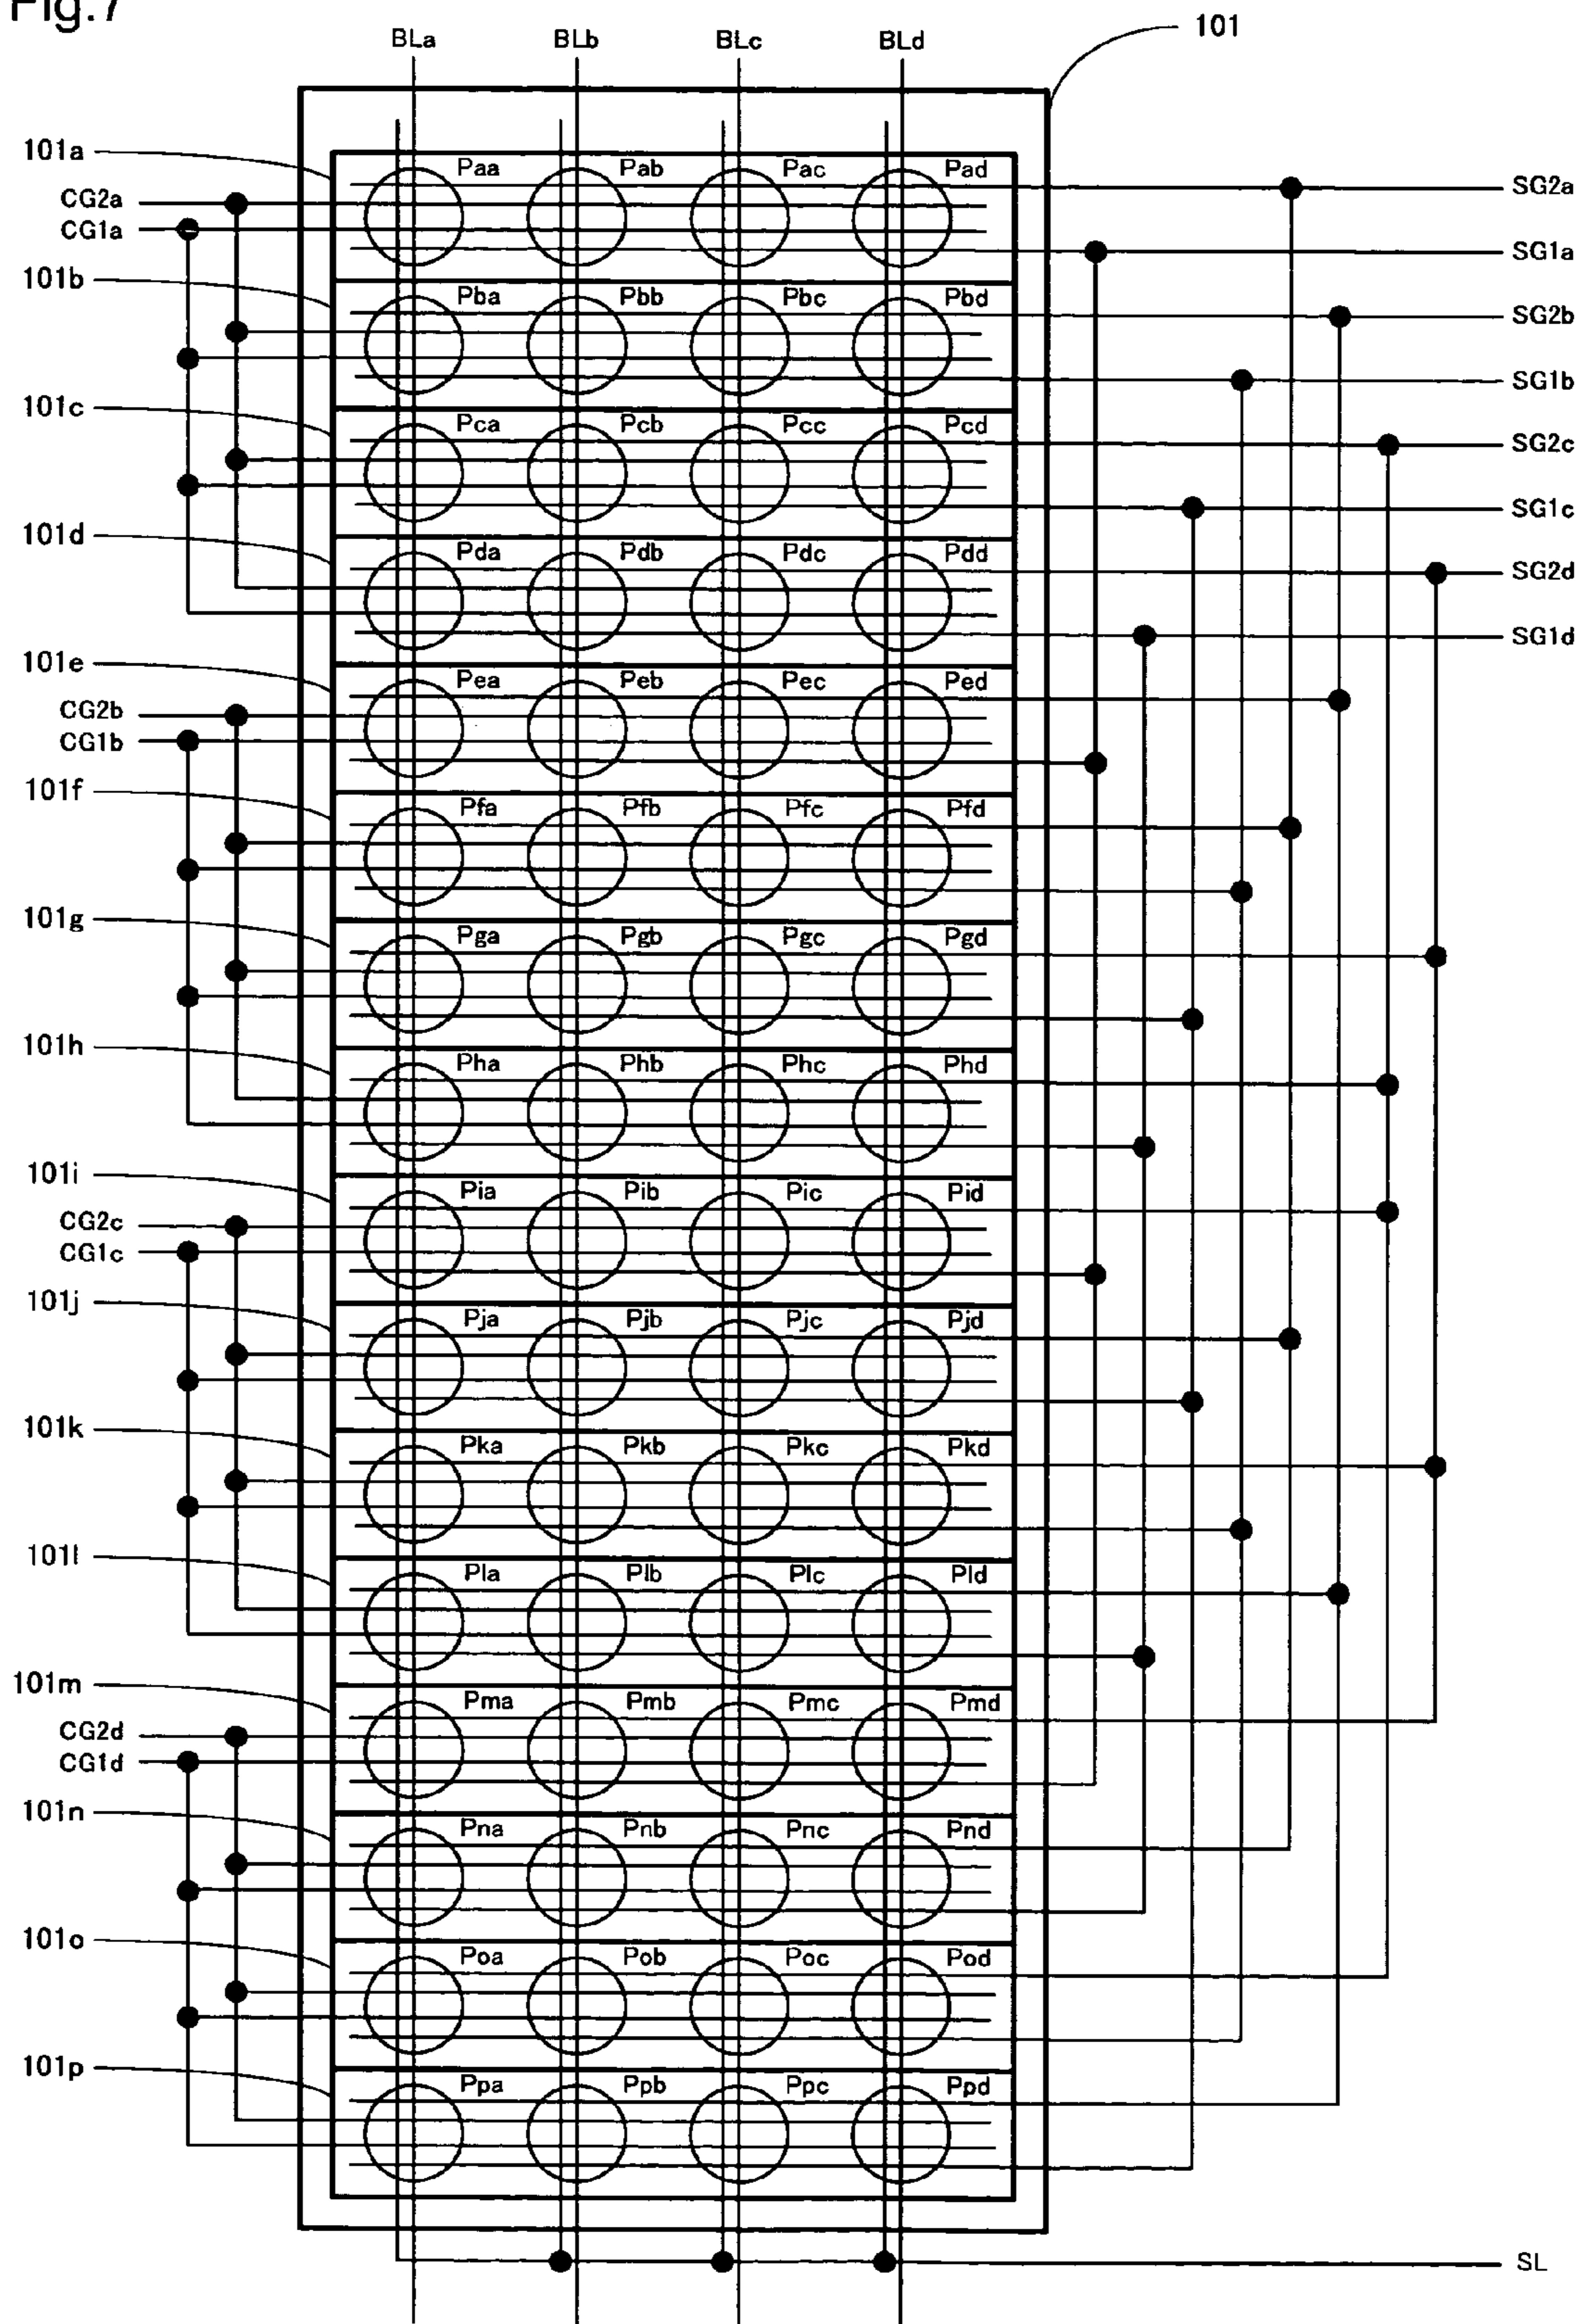 Fig.7
101
BLa BLb BLc BLd
101a
Paa Pab Pac Pad
CG2a
SG2a
CG1a
SG1a
101b
Pba Pbb Pbc Pbd
SG2b
SG1b
101c
Pca Pcb Pcc Pcd
SG2c
SG1c
101d
Pda Pdb Pdc Pdd
SG2d
SG1d
101e
Pea Peb Pec Ped
CG2b
CG1b
101f
Pfa Pfb Pfc Pfd
101g
Pga Pgb Pgc Pgd
101h
Pha Phb Phc Phd
101i
Pia Pib Pic Pid
CG2c
CG1c
101j
Pja Pjb Pjc Pjd
101k
Pka Pkb Pkc Pkd
101l
Pla Plb Plc Pld
101m
Pma Pmb Pmc Pmd
CG2d
CG1d
101n
Pna Pnb Pnc Pnd
101o
Poa Pob Poc Pod
101p
Ppa Ppb Ppc Ppd
SL